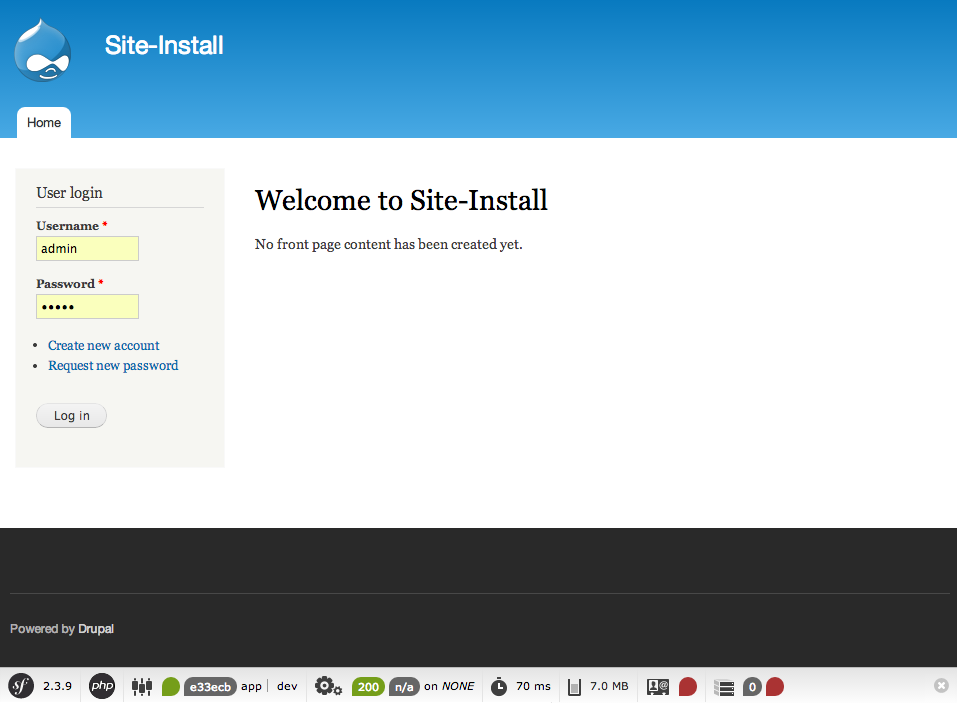 Site-Install
Home
User login
Username *
admin
Password *
•••••
Create new account
Request new password
Log in
Welcome to Site-Install
No front page content has been created yet.
Powered by Drupal
sf 2.3.9 php e33ecb app dev 200 n/a on NONE 70 ms 7.0 MB 0